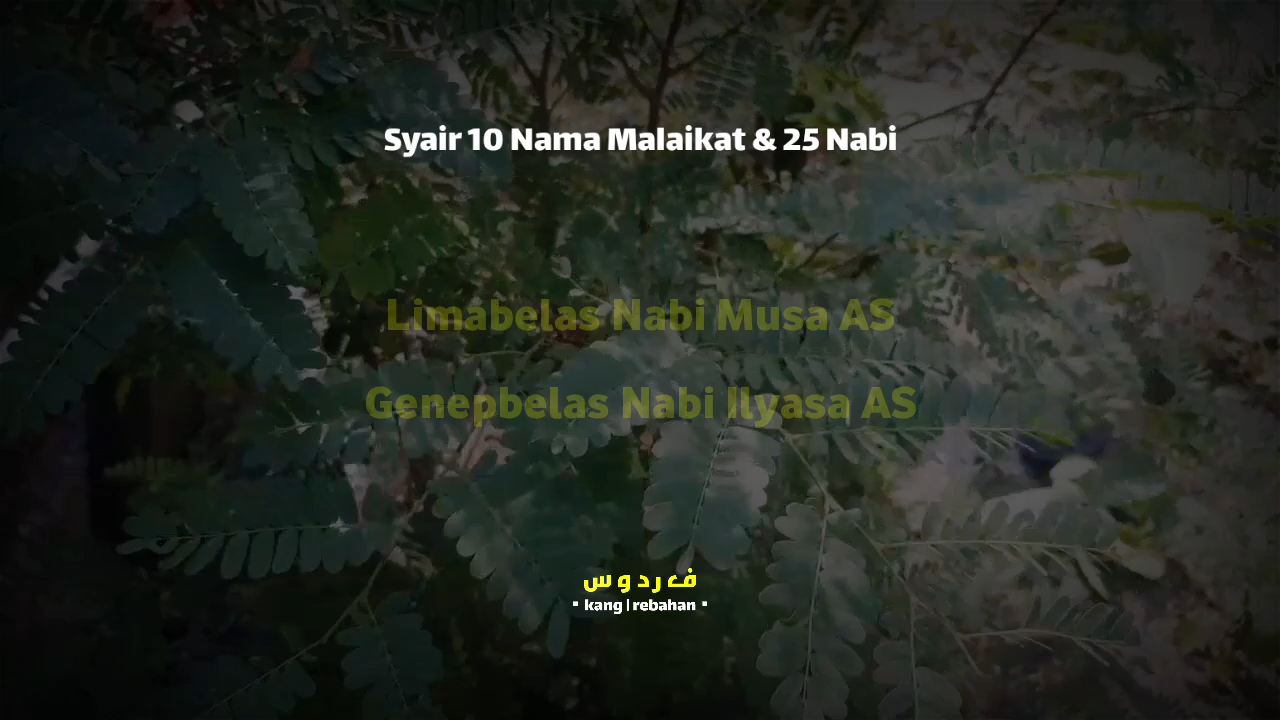 Syair 10 Nama Malaikat & 25 Nabi
Limabelas Nabi Musa AS
Genepbelas Nabi Ilyasa AS
ف ر د و س
▪ kang | rebahan ▪